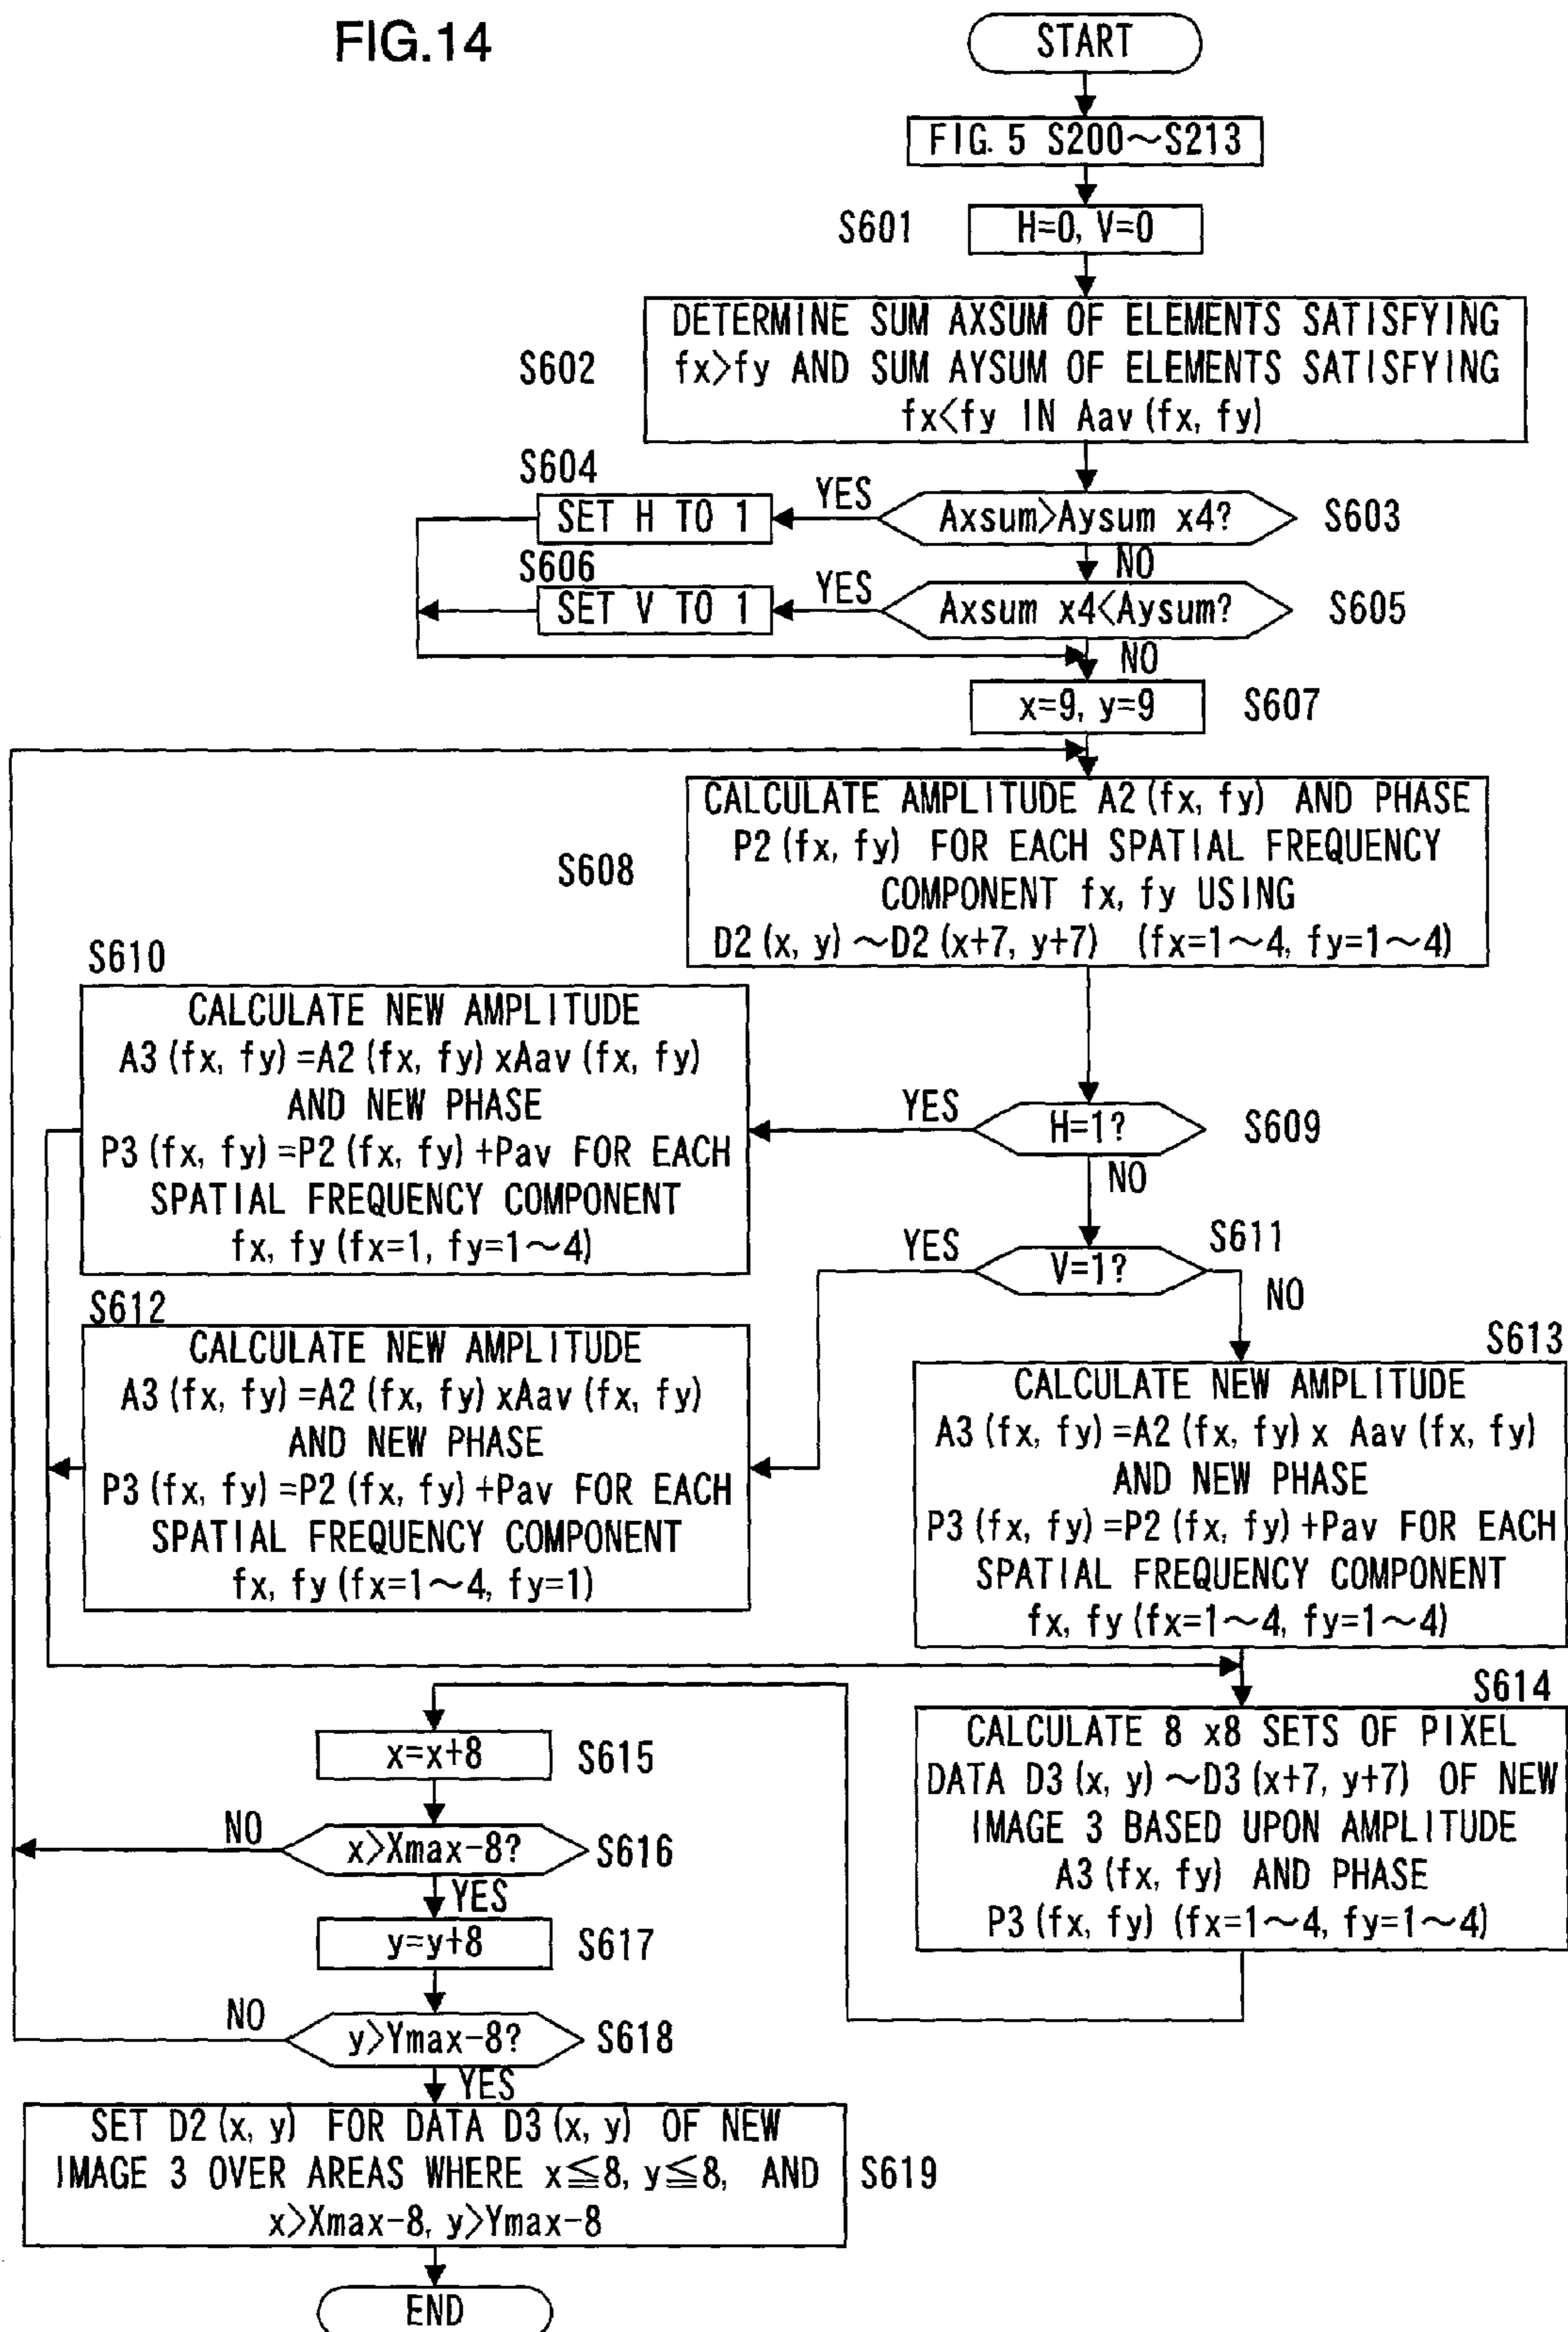 FIG.14
START
FIG. 5 S200~S213
S601
H=0, V=0
S602
DETERMINE SUM AXSUM OF ELEMENTS SATISFYING
fx>fy AND SUM AYSUM OF ELEMENTS SATISFYING
fx<fy IN Aav (fx, fy)
S604
SET H TO 1
YES
Axsum>Aysum x4?
S603
NO
S606
SET V TO 1
YES
Axsum x4<Aysum?
S605
NO
x=9, y=9
S607
S608
CALCULATE AMPLITUDE A2 (fx, fy) AND PHASE
P2 (fx, fy) FOR EACH SPATIAL FREQUENCY
COMPONENT fx, fy USING
D2 (x, y) ~D2 (x+7, y+7) (fx=1~4, fy=1~4)
S610
CALCULATE NEW AMPLITUDE
A3 (fx, fy) =A2 (fx, fy) xAav (fx, fy)
AND NEW PHASE
P3 (fx, fy) =P2 (fx, fy) +Pav FOR EACH
SPATIAL FREQUENCY COMPONENT
fx, fy (fx=1, fy=1~4)
YES
H=1?
S609
NO
YES
V=1?
S611
NO
S612
CALCULATE NEW AMPLITUDE
A3 (fx, fy) =A2 (fx, fy) xAav (fx, fy)
AND NEW PHASE
P3 (fx, fy) =P2 (fx, fy) +Pav FOR EACH
SPATIAL FREQUENCY COMPONENT
fx, fy (fx=1~4, fy=1)
S613
CALCULATE NEW AMPLITUDE
A3 (fx, fy) =A2 (fx, fy) x Aav (fx, fy)
AND NEW PHASE
P3 (fx, fy) =P2 (fx, fy) +Pav FOR EACH
SPATIAL FREQUENCY COMPONENT
fx, fy (fx=1~4, fy=1~4)
S614
CALCULATE 8 x8 SETS OF PIXEL
DATA D3 (x, y) ~D3 (x+7, y+7) OF NEW
IMAGE 3 BASED UPON AMPLITUDE
A3 (fx, fy) AND PHASE
P3 (fx, fy) (fx=1~4, fy=1~4)
x=x+8
S615
NO
x>Xmax-8?
S616
YES
y=y+8
S617
NO
y>Ymax-8?
S618
YES
SET D2 (x, y) FOR DATA D3 (x, y) OF NEW
IMAGE 3 OVER AREAS WHERE x≦8, y≦8, AND
x>Xmax-8, y>Ymax-8
S619
END